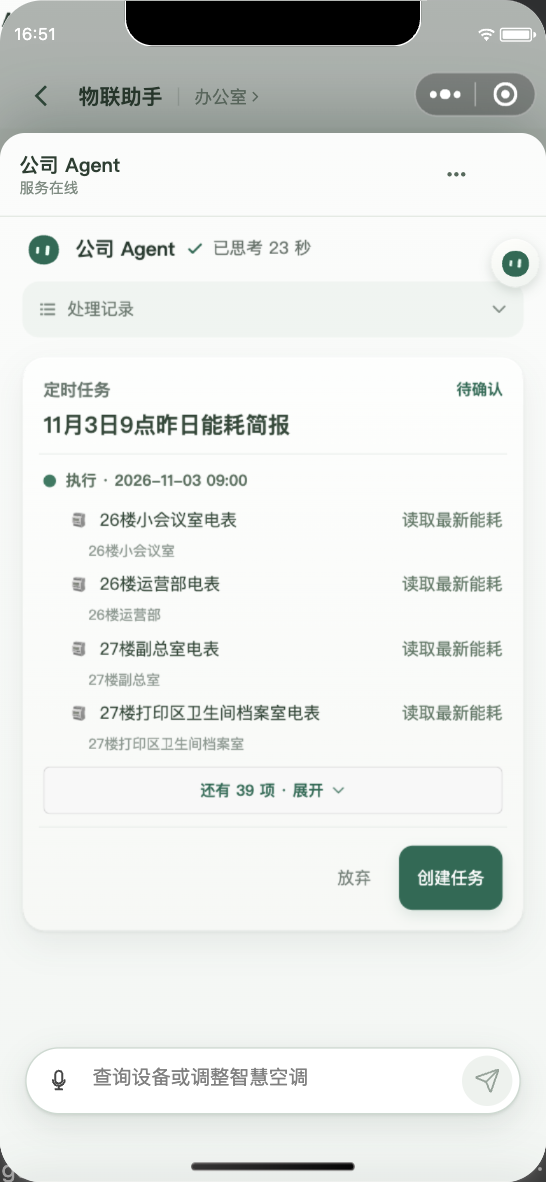 16:51
物联助手 办公室
公司 Agent
服务在线
公司 Agent 已思考 23 秒
处理记录
定时任务 待确认
11月3日9点昨日能耗简报
执行 · 2026-11-03 09:00
26楼小会议室电表 读取最新能耗
26楼小会议室
26楼运营部电表 读取最新能耗
26楼运营部
27楼副总室电表 读取最新能耗
27楼副总室
27楼打印区卫生间档案室电表 读取最新能耗
27楼打印区卫生间档案室
还有 39 项 · 展开
放弃 创建任务
查询设备或调整智慧空调